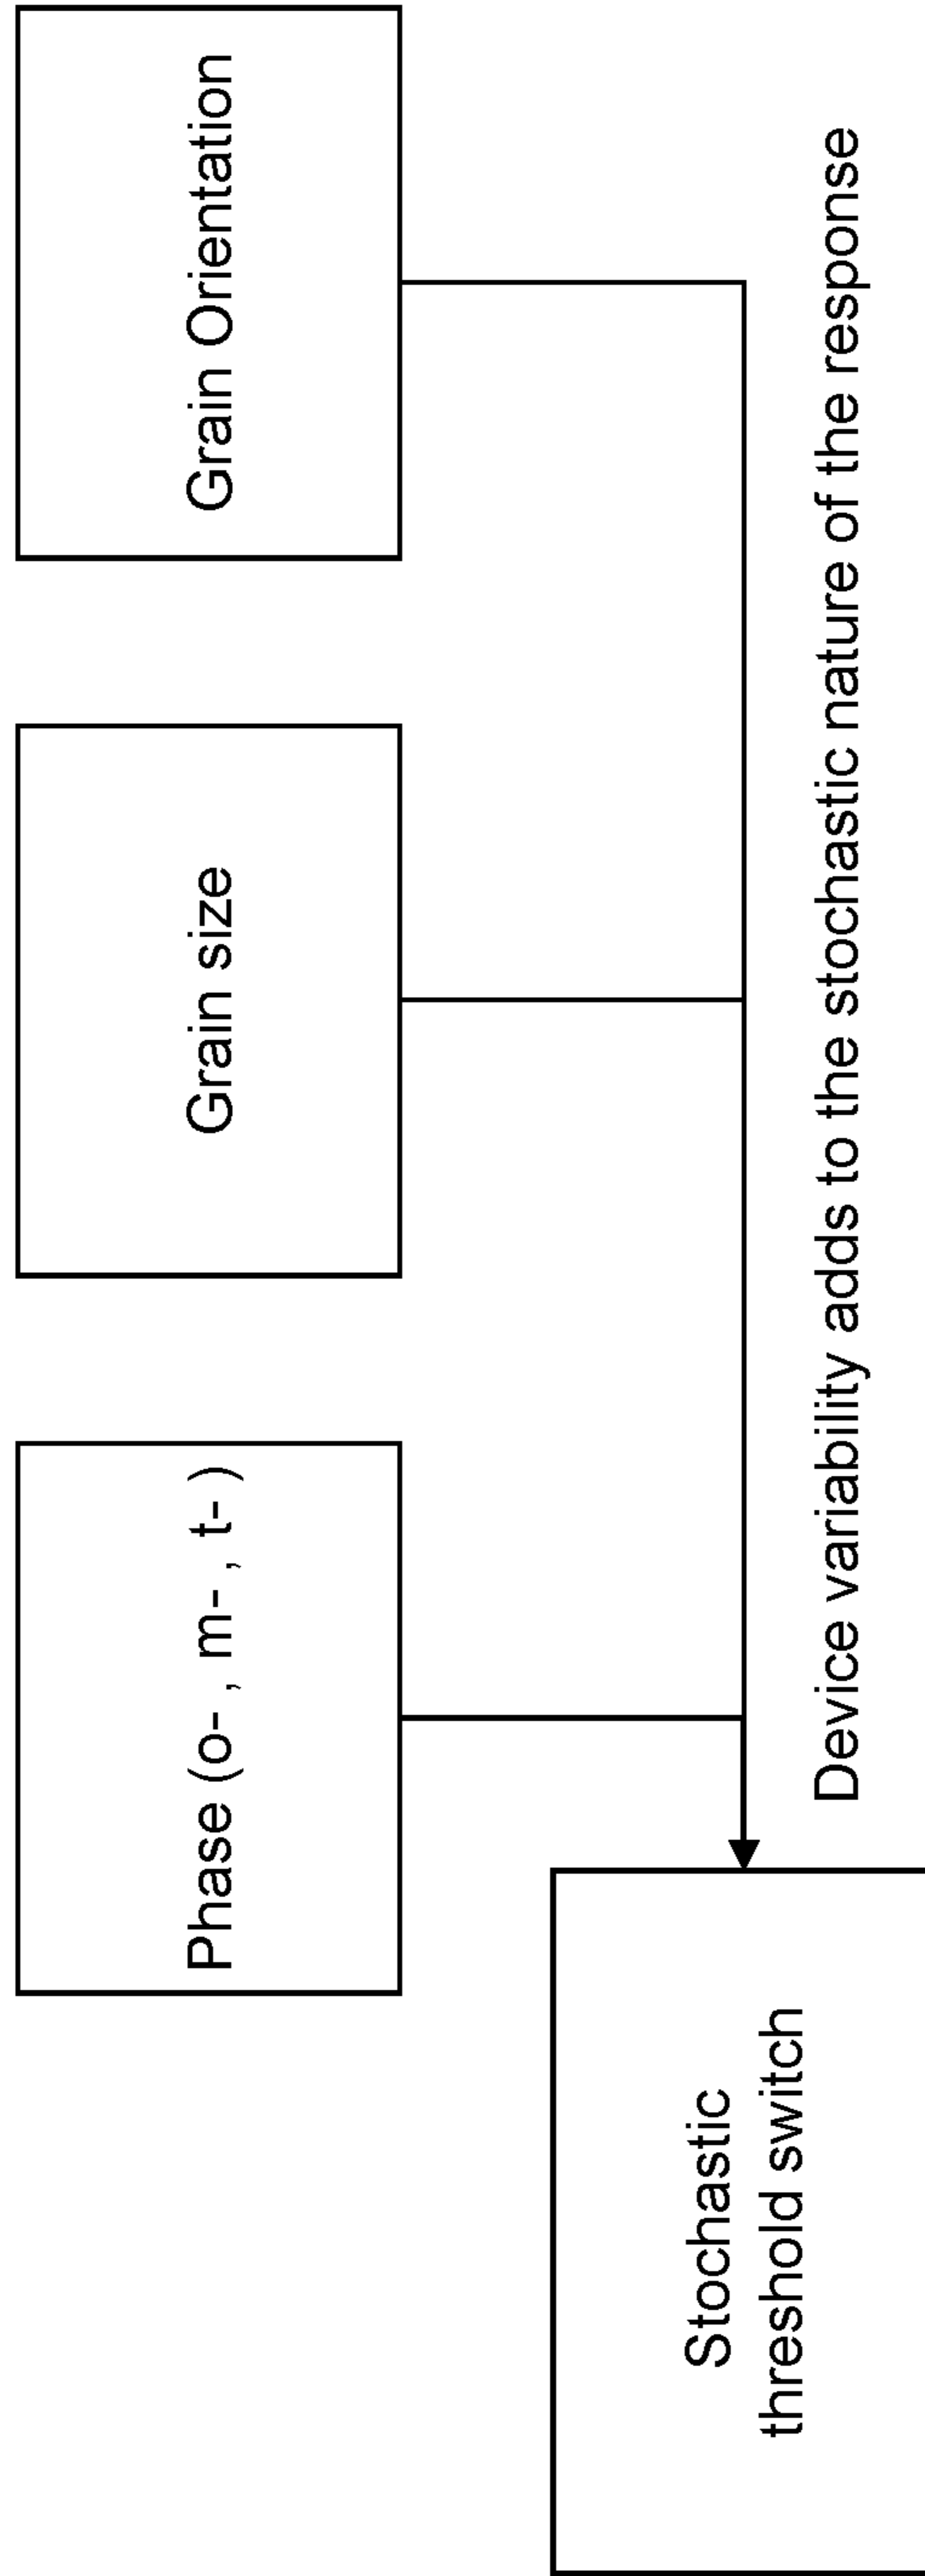 Phase (o- , m- , t- )
Grain size
Grain Orientation
Stochastic
threshold switch
Device variability adds to the stochastic nature of the response